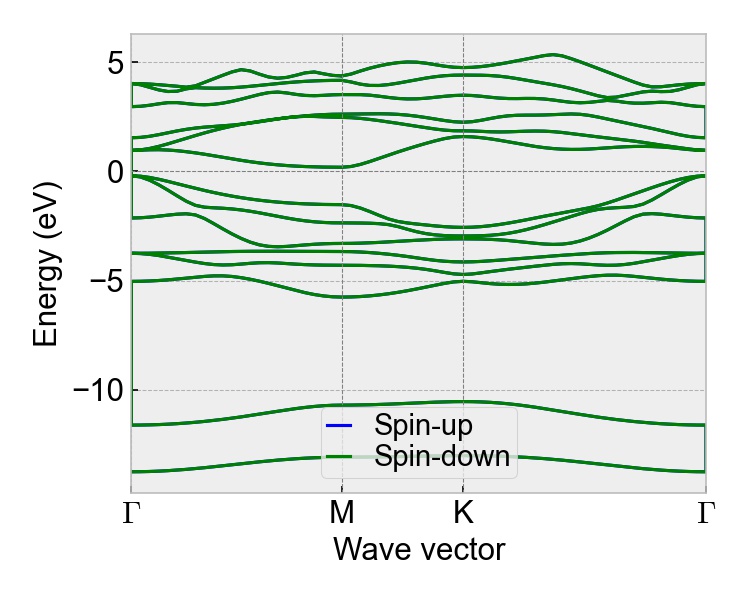 5
0
−5
−10
Energy (eV)
Spin-up
Spin-down
Γ M K Γ
Wave vector